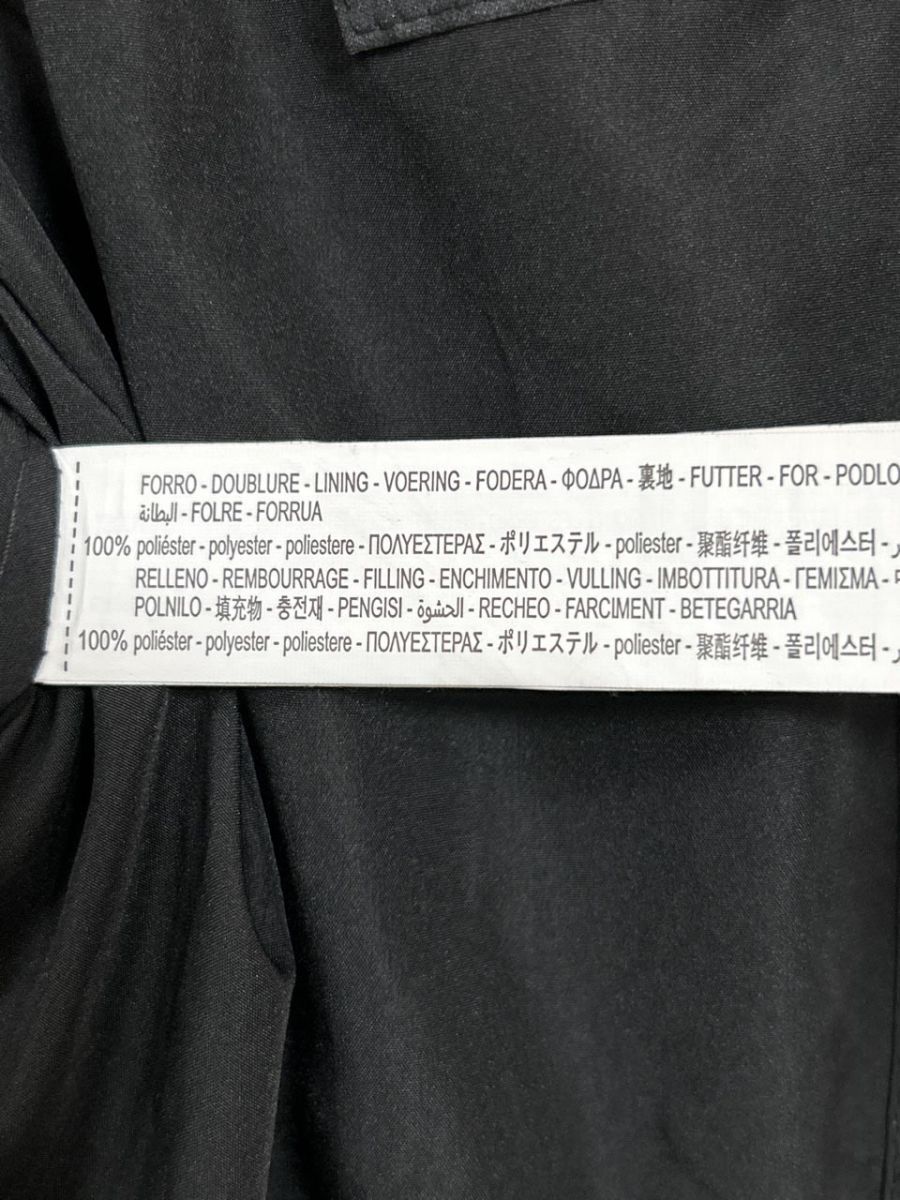 FORRO - DOUBLURE - LINING - VOERING - FODERA - ΦΟΔΡΑ - 裏地 - FUTTER - FOR - PODLO
البطانة - FOLRE - FORRUA
100% poliéster - polyester - poliestere - ΠΟΛΥΕΣΤΕΡΑΣ - ポリエステル - poliester - 聚酯纤维 - 폴리에스터 -
RELLENO - REMBOURRAGE - FILLING - ENCHIMENTO - VULLING - IMBOTTITURA - ΓΕΜΙΣΜΑ -
POLNILO - 填充物 - 충전재 - PENGISI - الحشوة - RECHEO - FARCIMENT - BETEGARRIA
100% poliéster - polyester - poliestere - ΠΟΛΥΕΣΤΕΡΑΣ - ポリエステル - poliester - 聚酯纤维 - 폴리에스터 -